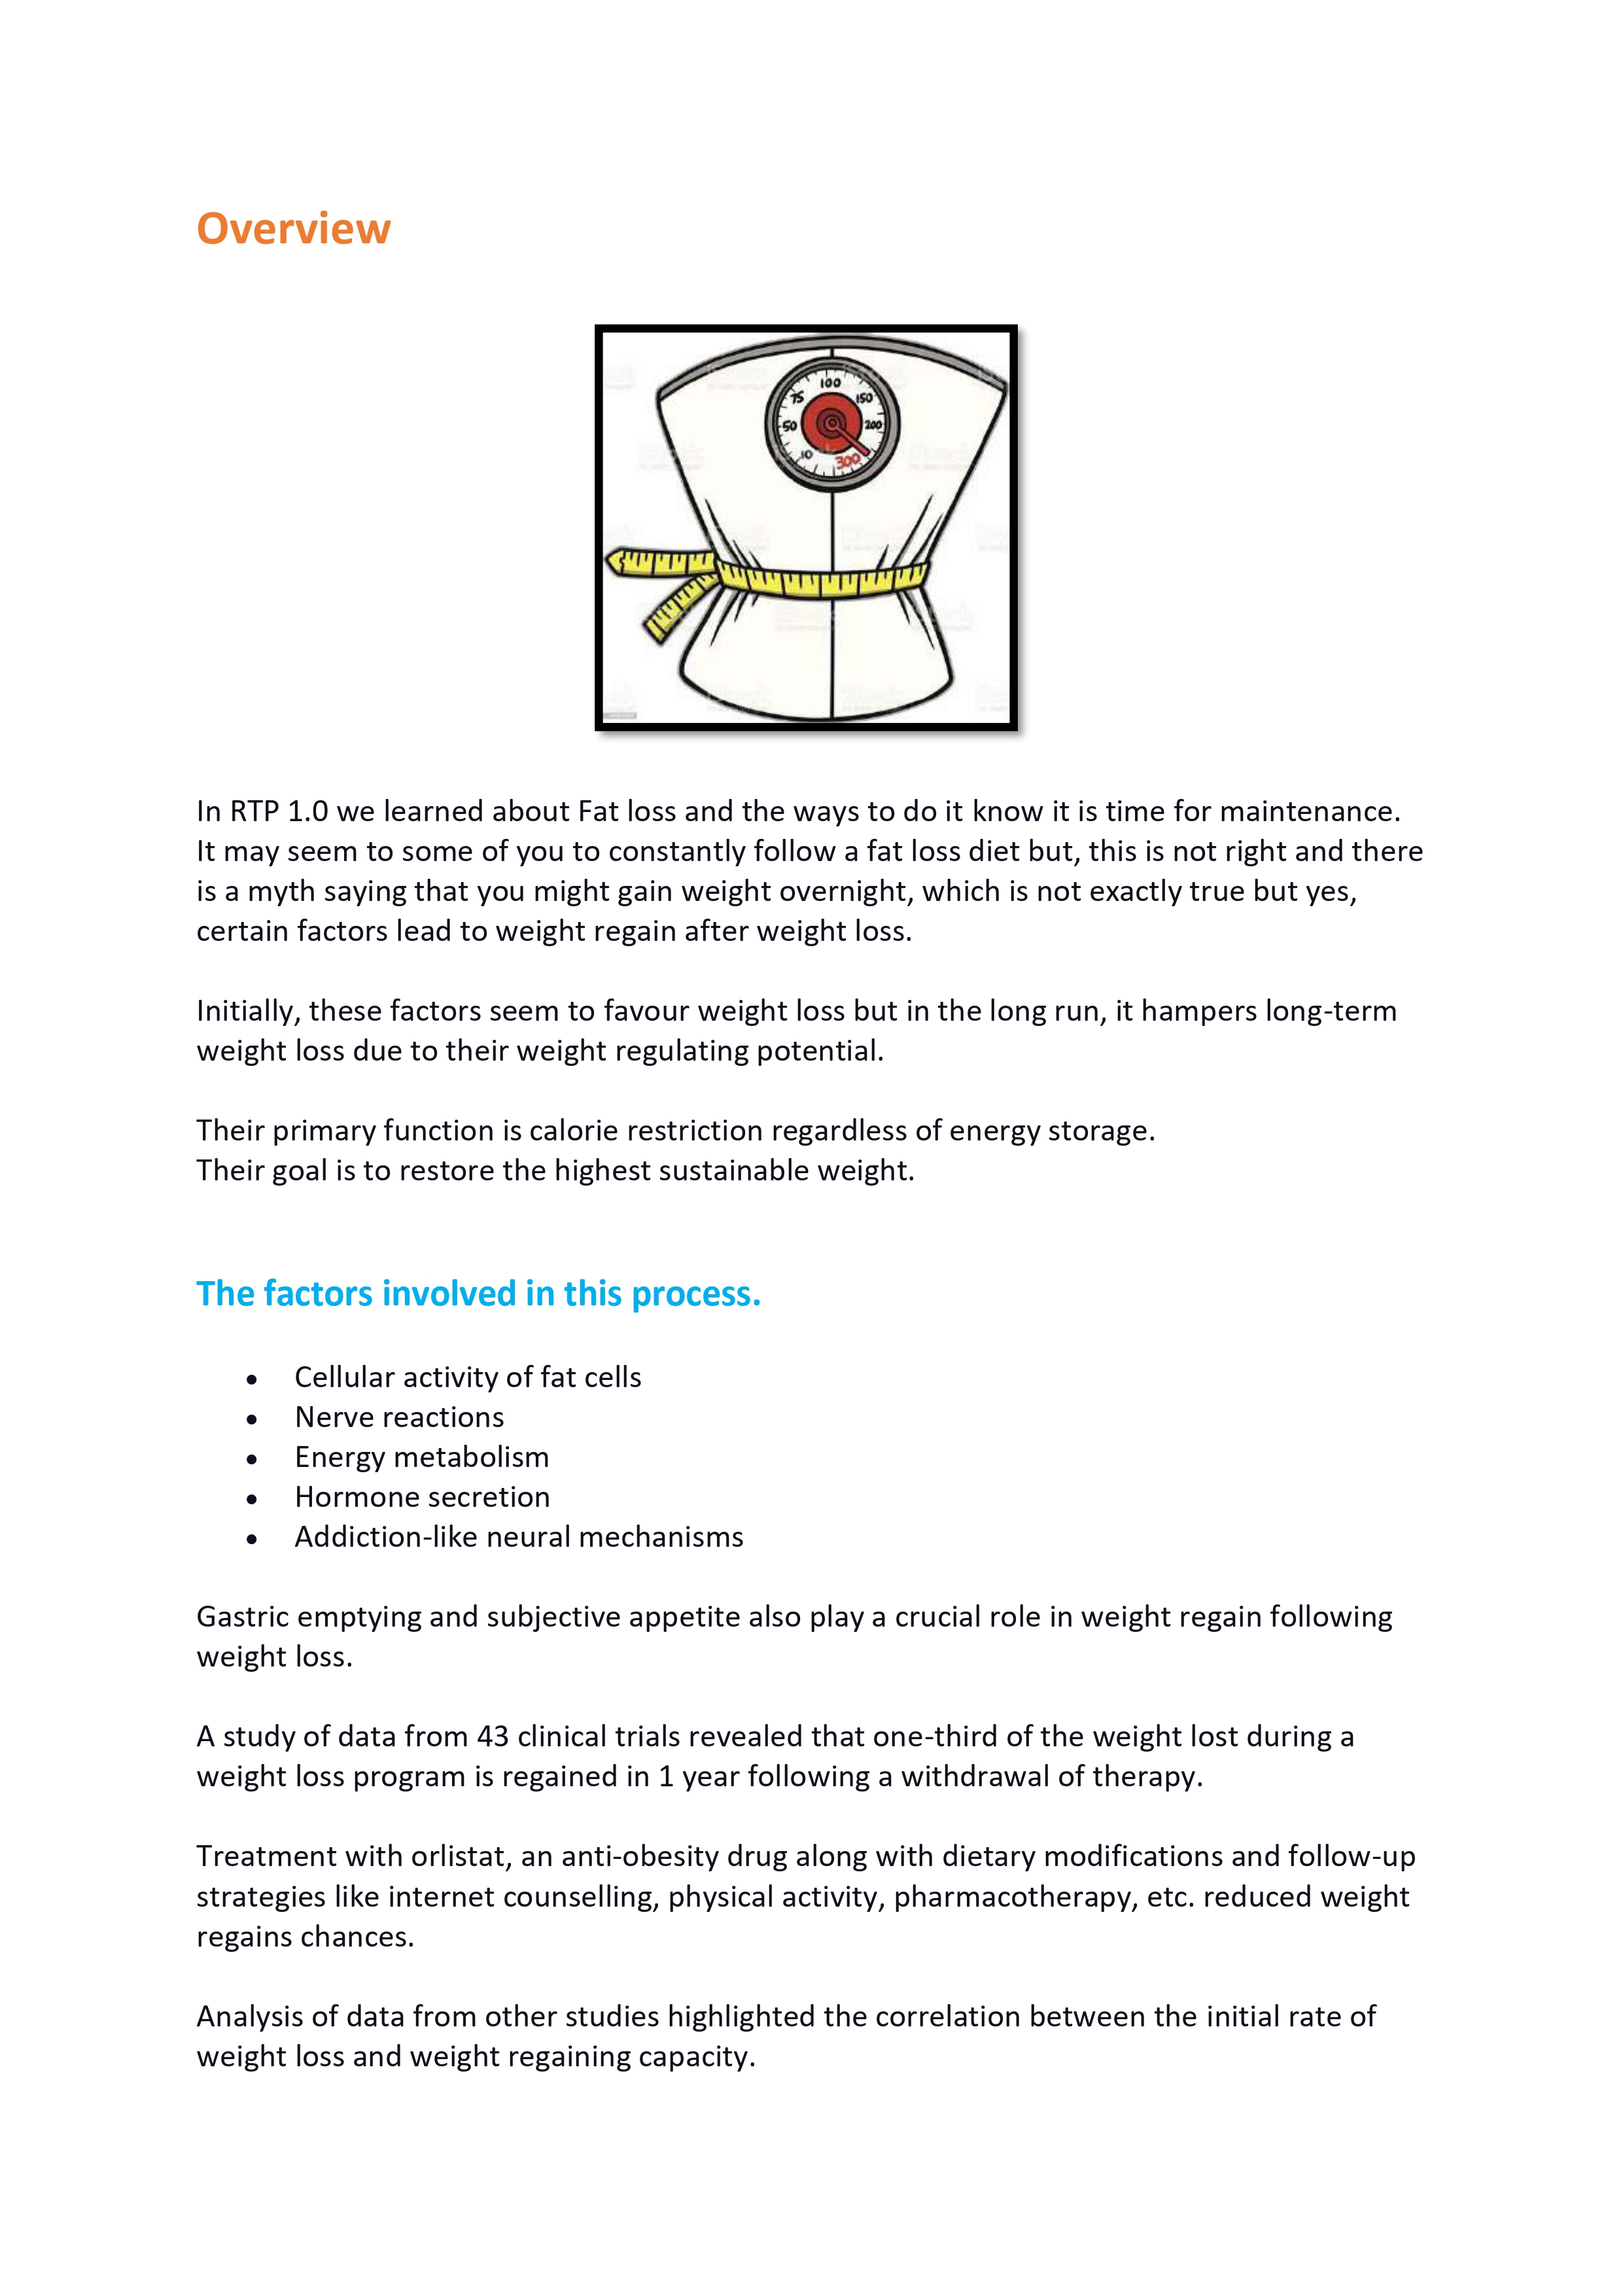 Overview
100
75
150
50
200
10
300
In RTP 1.0 we learned about Fat loss and the ways to do it know it is time for maintenance.
It may seem to some of you to constantly follow a fat loss diet but, this is not right and there
is a myth saying that you might gain weight overnight, which is not exactly true but yes,
certain factors lead to weight regain after weight loss.
Initially, these factors seem to favour weight loss but in the long run, it hampers long-term
weight loss due to their weight regulating potential.
Their primary function is calorie restriction regardless of energy storage.
Their goal is to restore the highest sustainable weight.
The factors involved in this process.
• Cellular activity of fat cells
• Nerve reactions
• Energy metabolism
• Hormone secretion
• Addiction-like neural mechanisms
Gastric emptying and subjective appetite also play a crucial role in weight regain following
weight loss.
A study of data from 43 clinical trials revealed that one-third of the weight lost during a
weight loss program is regained in 1 year following a withdrawal of therapy.
Treatment with orlistat, an anti-obesity drug along with dietary modifications and follow-up
strategies like internet counselling, physical activity, pharmacotherapy, etc. reduced weight
regains chances.
Analysis of data from other studies highlighted the correlation between the initial rate of
weight loss and weight regaining capacity.